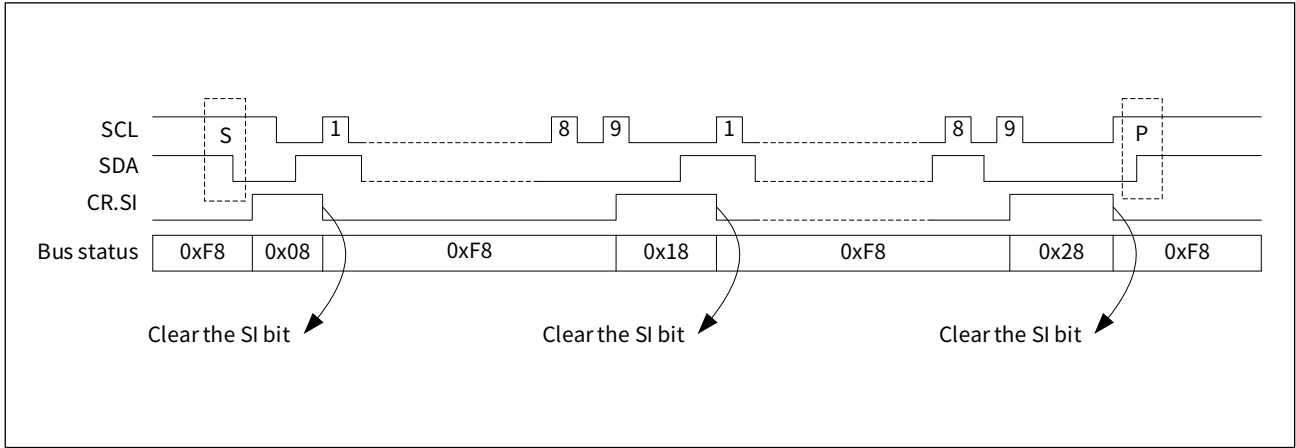 SCL S 1 8 9 1 8 9 P
SDA
CR.SI
Bus status 0xF8 0x08 0xF8 0x18 0xF8 0x28 0xF8
Clear the SI bit Clear the SI bit Clear the SI bit